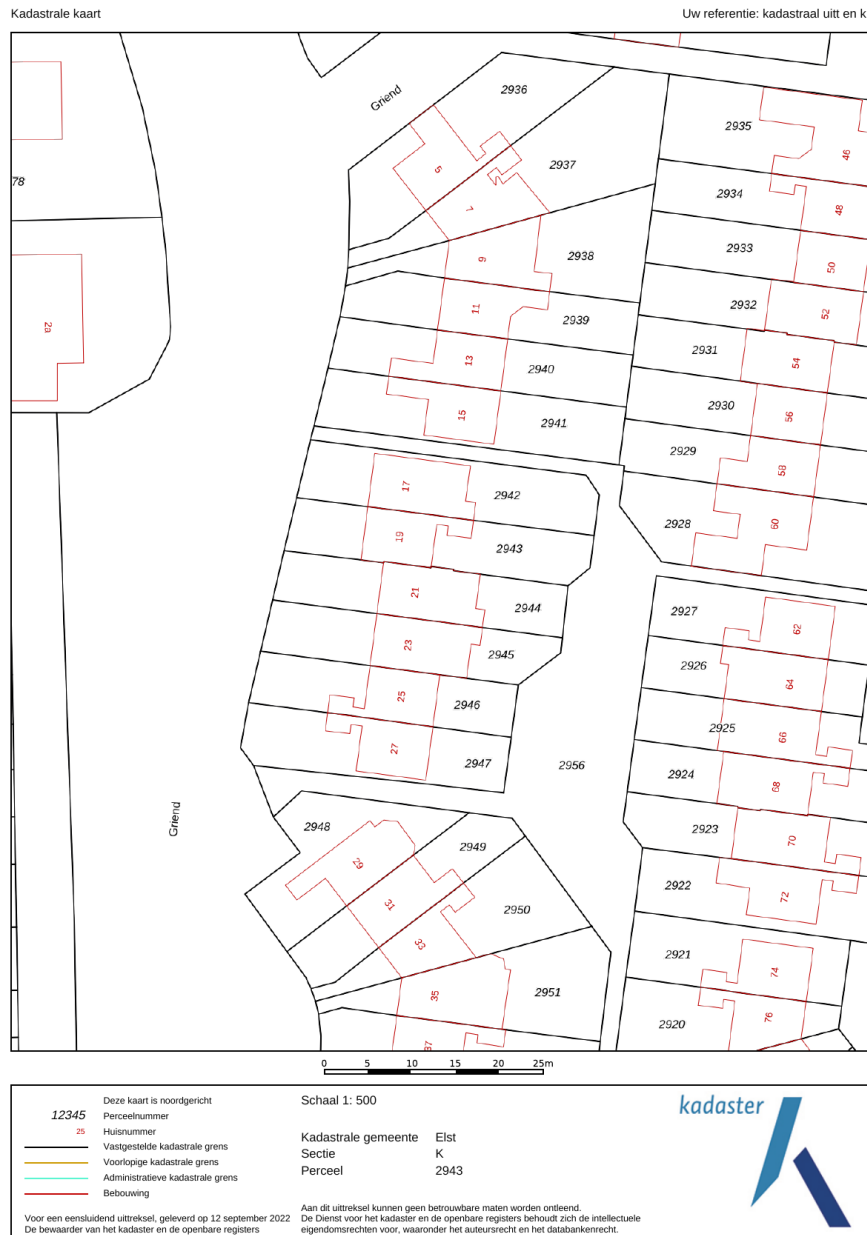 Kadastrale kaart
Uw referentie: kadastraal uitt en k
Griend
2936
2935
46
78
5
2937
2934
7
48
2933
9
2938
50
2932
11
2939
52
2a
2931
13
2940
54
2930
15
2941
56
2929
58
17
2942
2928
60
19
2943
21
2944
2927
62
23
2945
2926
64
25
2946
2925
66
27
2947
2956
2924
68
Griend
2948
2949
2923
70
29
2922
72
31
2950
33
2921
74
35
2951
2920
76
37
0 5 10 15 20 25m
Deze kaart is noordgericht
12345 Perceelnummer
25 Huisnummer
Vastgestelde kadastrale grens
Voorlopige kadastrale grens
Administratieve kadastrale grens
Bebouwing
Voor een eensluidend uittreksel, geleverd op 12 september 2022
De bewaarder van het kadaster en de openbare registers
Schaal 1: 500
Kadastrale gemeente Elst
Sectie K
Perceel 2943
Aan dit uittreksel kunnen geen betrouwbare maten worden ontleend.
De Dienst voor het kadaster en de openbare registers behoudt zich de intellectuele
eigendomsrechten voor, waaronder het auteursrecht en het databankenrecht.
kadaster